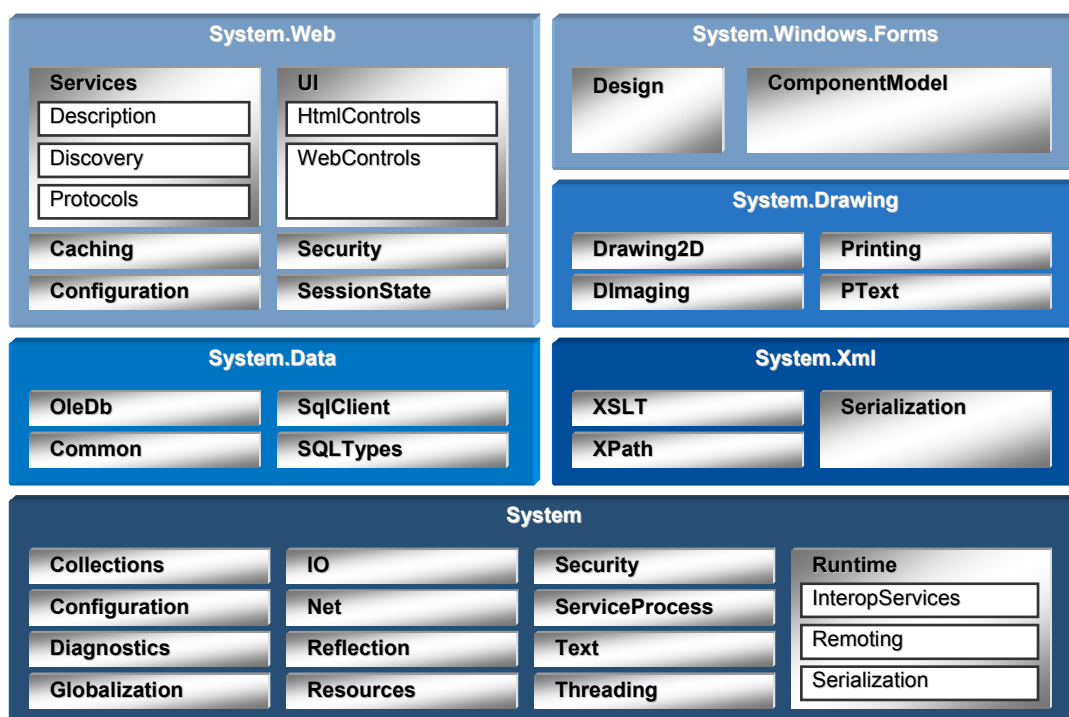 System.Web
Services
Description
Discovery
Protocols
UI
HtmlControls
WebControls
Caching
Security
Configuration
SessionState
System.Windows.Forms
Design
ComponentModel
System.Drawing
Drawing2D
Printing
DImaging
PText
System.Data
OleDb
SqlClient
Common
SQLTypes
System.Xml
XSLT
Serialization
XPath
System
Collections
IO
Security
Configuration
Net
ServiceProcess
Diagnostics
Reflection
Text
Globalization
Resources
Threading
Runtime
InteropServices
Remoting
Serialization